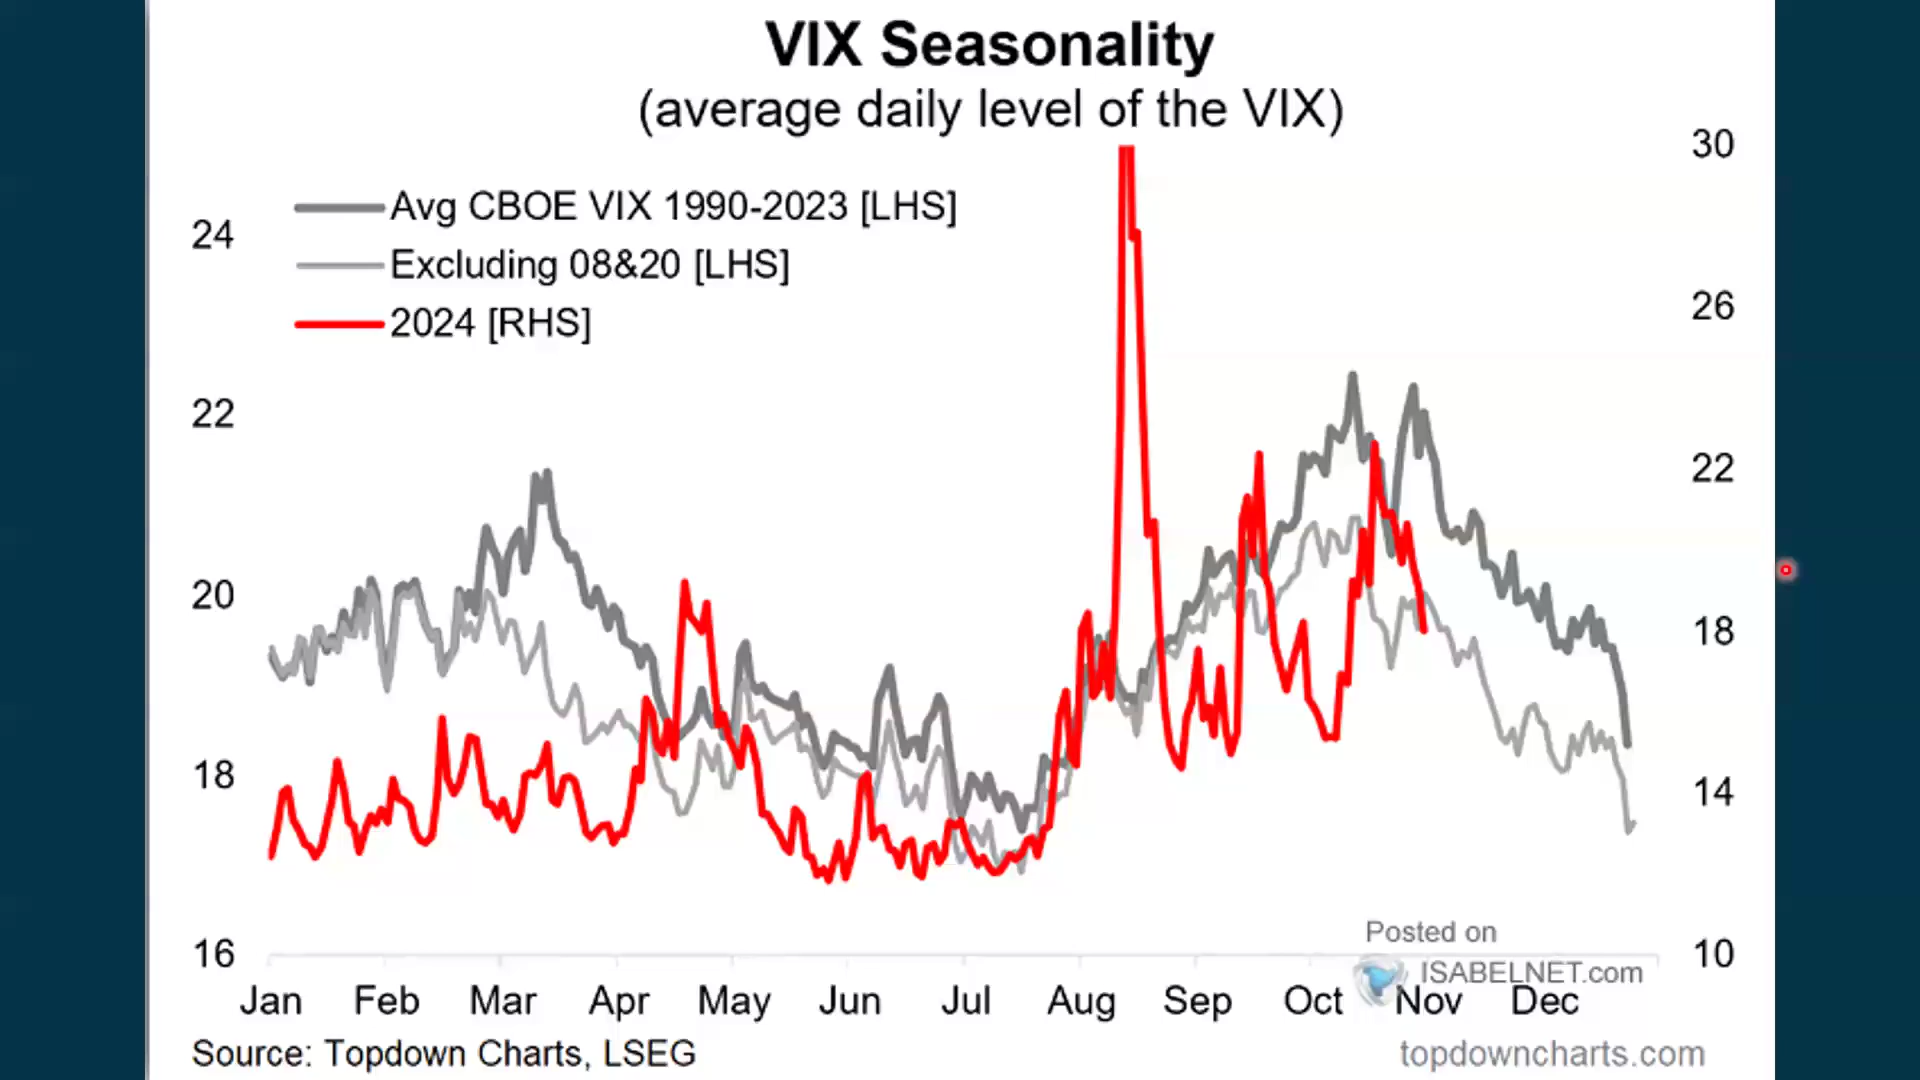 VIX Seasonality
(average daily level of the VIX)
30
Avg CBOE VIX 1990-2023 [LHS]
24
Excluding 08&20 [LHS]
26
2024 [RHS]
22
22
20
18
18
14
Posted on
16
ISABELNET.com
10
Jan Feb Mar Apr May Jun Jul Aug Sep Oct Nov Dec
Source: Topdown Charts, LSEG
topdowncharts.com